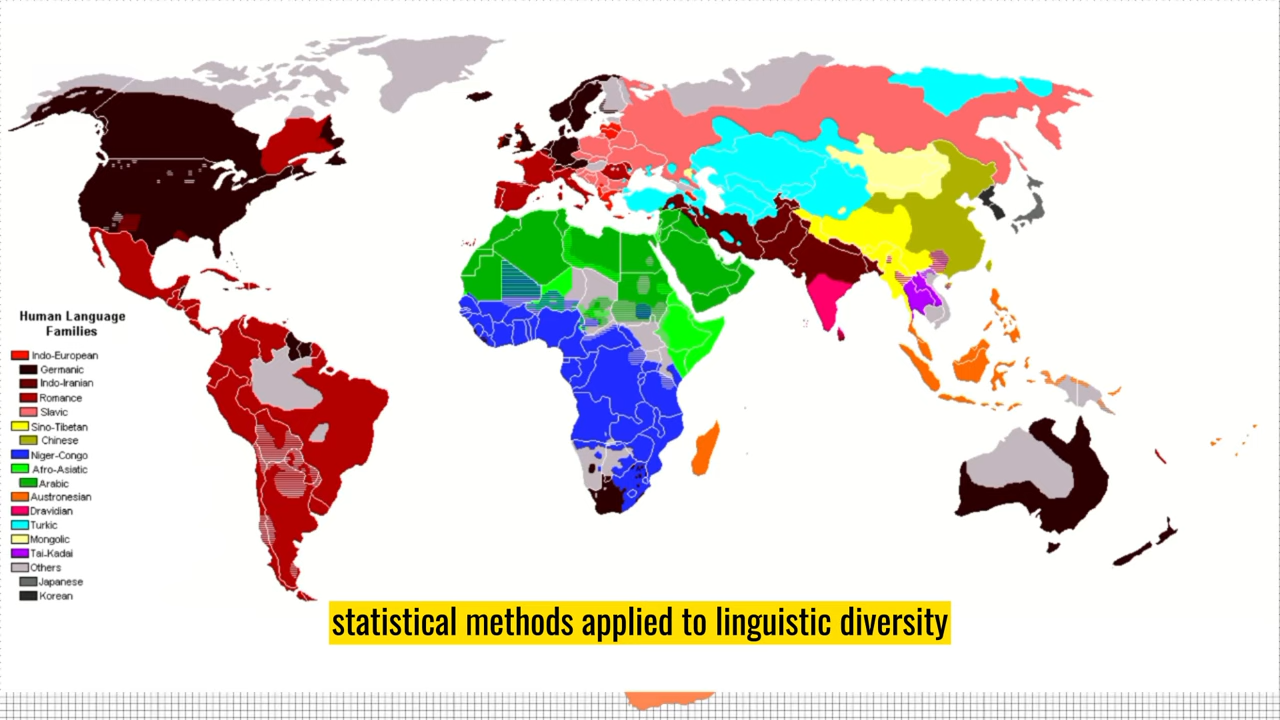 Human Language
Families
Indo-European
Germanic
Indo-Iranian
Romance
Slavic
Sino-Tibetan
Chinese
Niger-Congo
Afro-Asiatic
Arabic
Austronesian
Dravidian
Turkic
Mongolic
Tai-Kadai
Others
Japanese
Korean
statistical methods applied to linguistic diversity